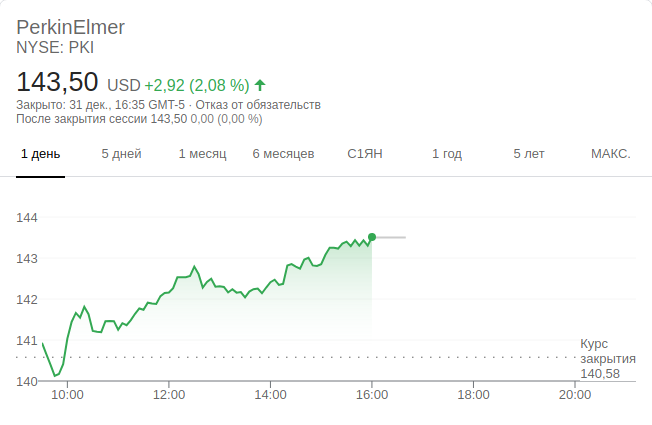 PerkinElmer
NYSE: PKI
143,50 USD +2,92 (2,08 %)
Закрыто: 31 дек., 16:35 GMT-5 · Отказ от обязательств
После закрытия сессии 143,50 0,00 (0,00 %)
1 день 5 дней 1 месяц 6 месяцев С1ЯН 1 год 5 лет МАКС.
144
143
142
141
Курс
закрытия
140,58
140
10:00 12:00 14:00 16:00 18:00 20:00